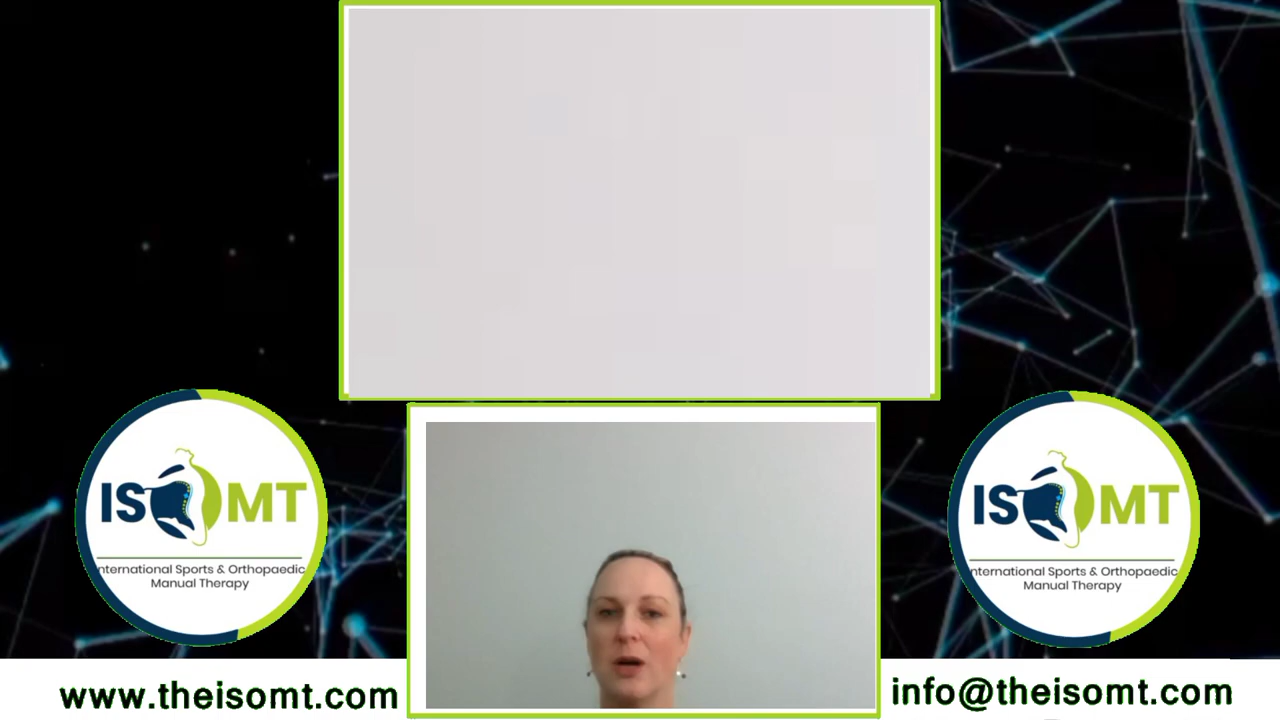 ISOMT
International Sports & Orthopaedic
Manual Therapy
ISOMT
International Sports & Orthopaedic
Manual Therapy
www.theisomt.com
info@theisomt.com